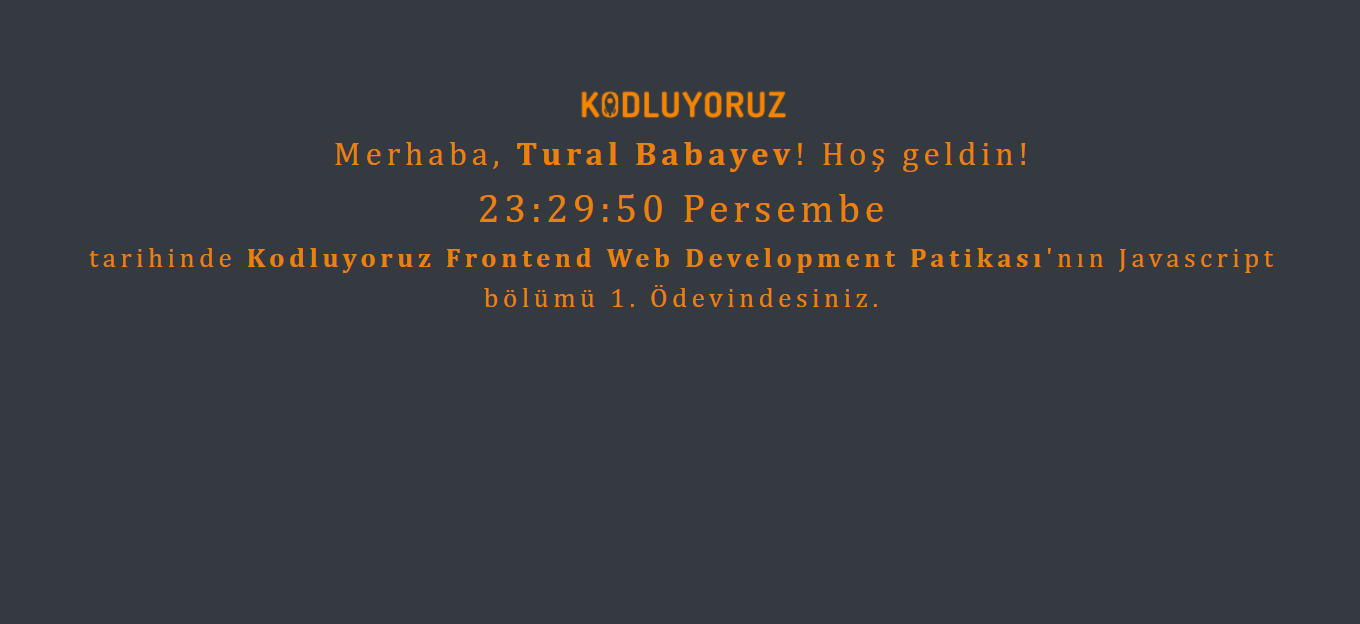 KODLUYORUZ
Merhaba, Tural Babayev! Hoş geldin!
23:29:50 Persembe
tarihinde Kodluyoruz Frontend Web Development Patikası'nın Javascript
bölümü 1. Ödevindesiniz.